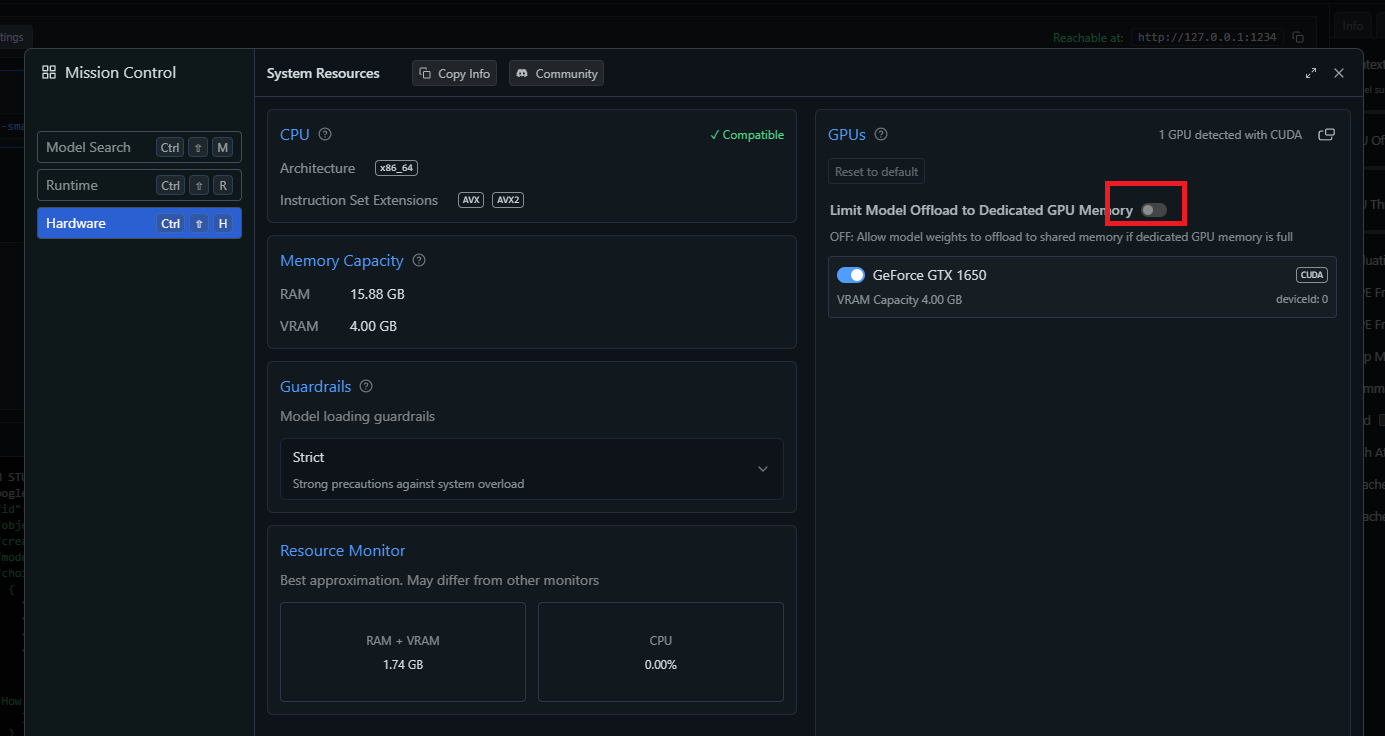 Info
tings
Reachable at: http://127.0.0.1:1234
Mission Control
System Resources
Copy Info
Community
Model Search Ctrl ⇧ M
Runtime Ctrl ⇧ R
Hardware Ctrl ⇧ H
CPU
✓ Compatible
Architecture x86_64
Instruction Set Extensions AVX AVX2
Memory Capacity
RAM 15.88 GB
VRAM 4.00 GB
Guardrails
Model loading guardrails
Strict
Strong precautions against system overload
Resource Monitor
Best approximation. May differ from other monitors
RAM + VRAM
1.74 GB
CPU
0.00%
GPUs
1 GPU detected with CUDA
Reset to default
Limit Model Offload to Dedicated GPU Memory
OFF: Allow model weights to offload to shared memory if dedicated GPU memory is full
GeForce GTX 1650
CUDA
VRAM Capacity 4.00 GB
deviceId: 0